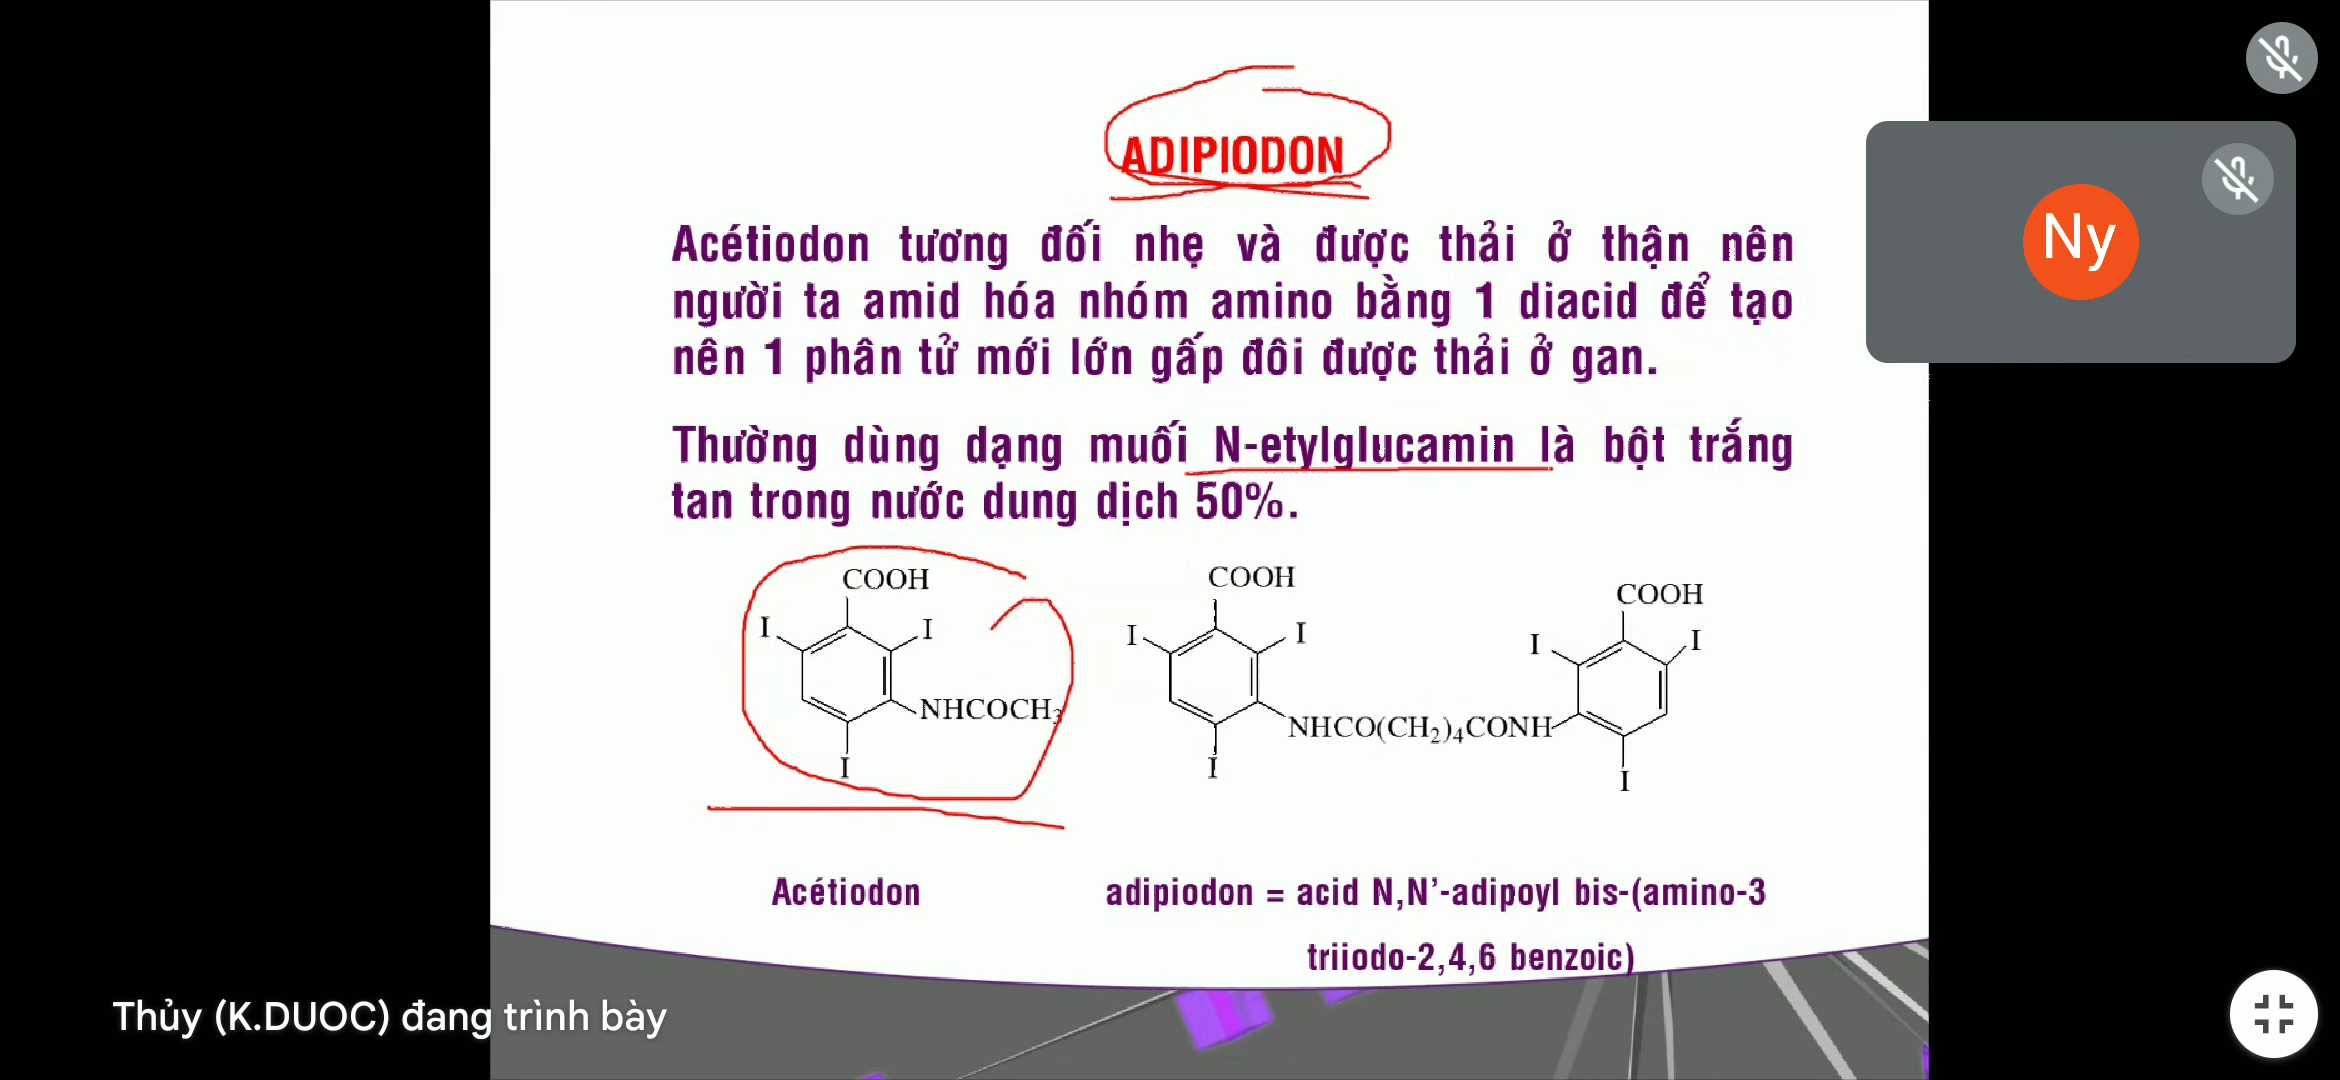 ADIPIODON
Ny
Acétiodon tương đối nhẹ và được thải ở thận nên
người ta amid hóa nhóm amino bằng 1 diacid để tạo
nên 1 phân tử mới lớn gấp đôi được thải ở gan.
Thường dùng dạng muối N-etylglucamin là bột trắng
tan trong nước dung dịch 50%.
COOH
I
I
NHCOCH3
I
COOH
I
I
NHCO(CH2)4CONH
I
COOH
I
I
I
Acétiodon
adipiodon = acid N,N’-adipoyl bis-(amino-3
triiodo-2,4,6 benzoic)
Thủy (K.DUOC) đang trình bày